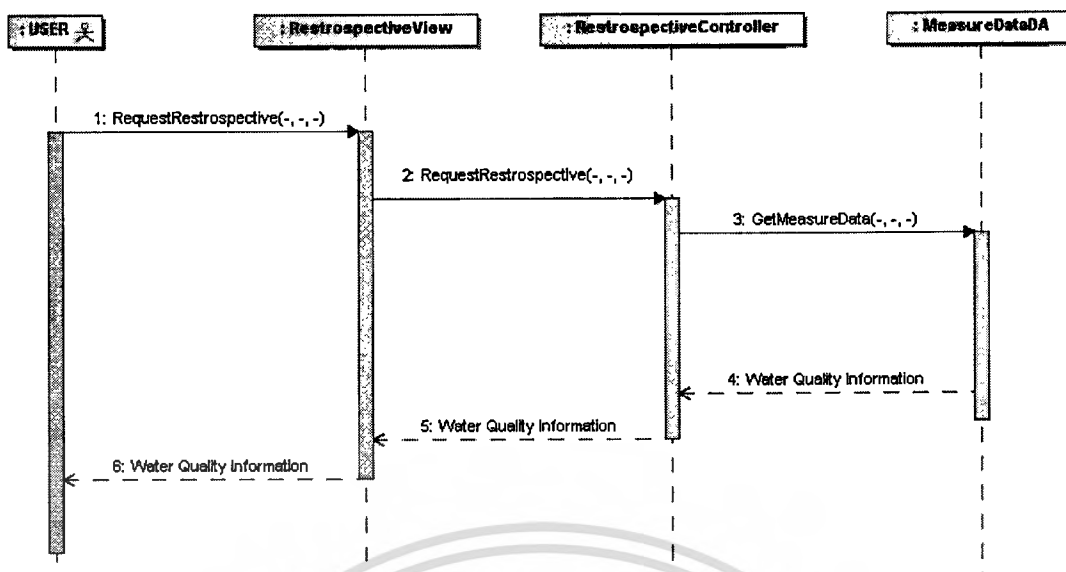 : USER
: RestrospectiveView
: RestrospectiveController
: MeasureDataDA
1: RequestRestrospective(-, -, -)
2: RequestRestrospective(-, -, -)
3: GetMeasureData(-, -, -)
4: Water Quality Information
5: Water Quality Information
6: Water Quality Information